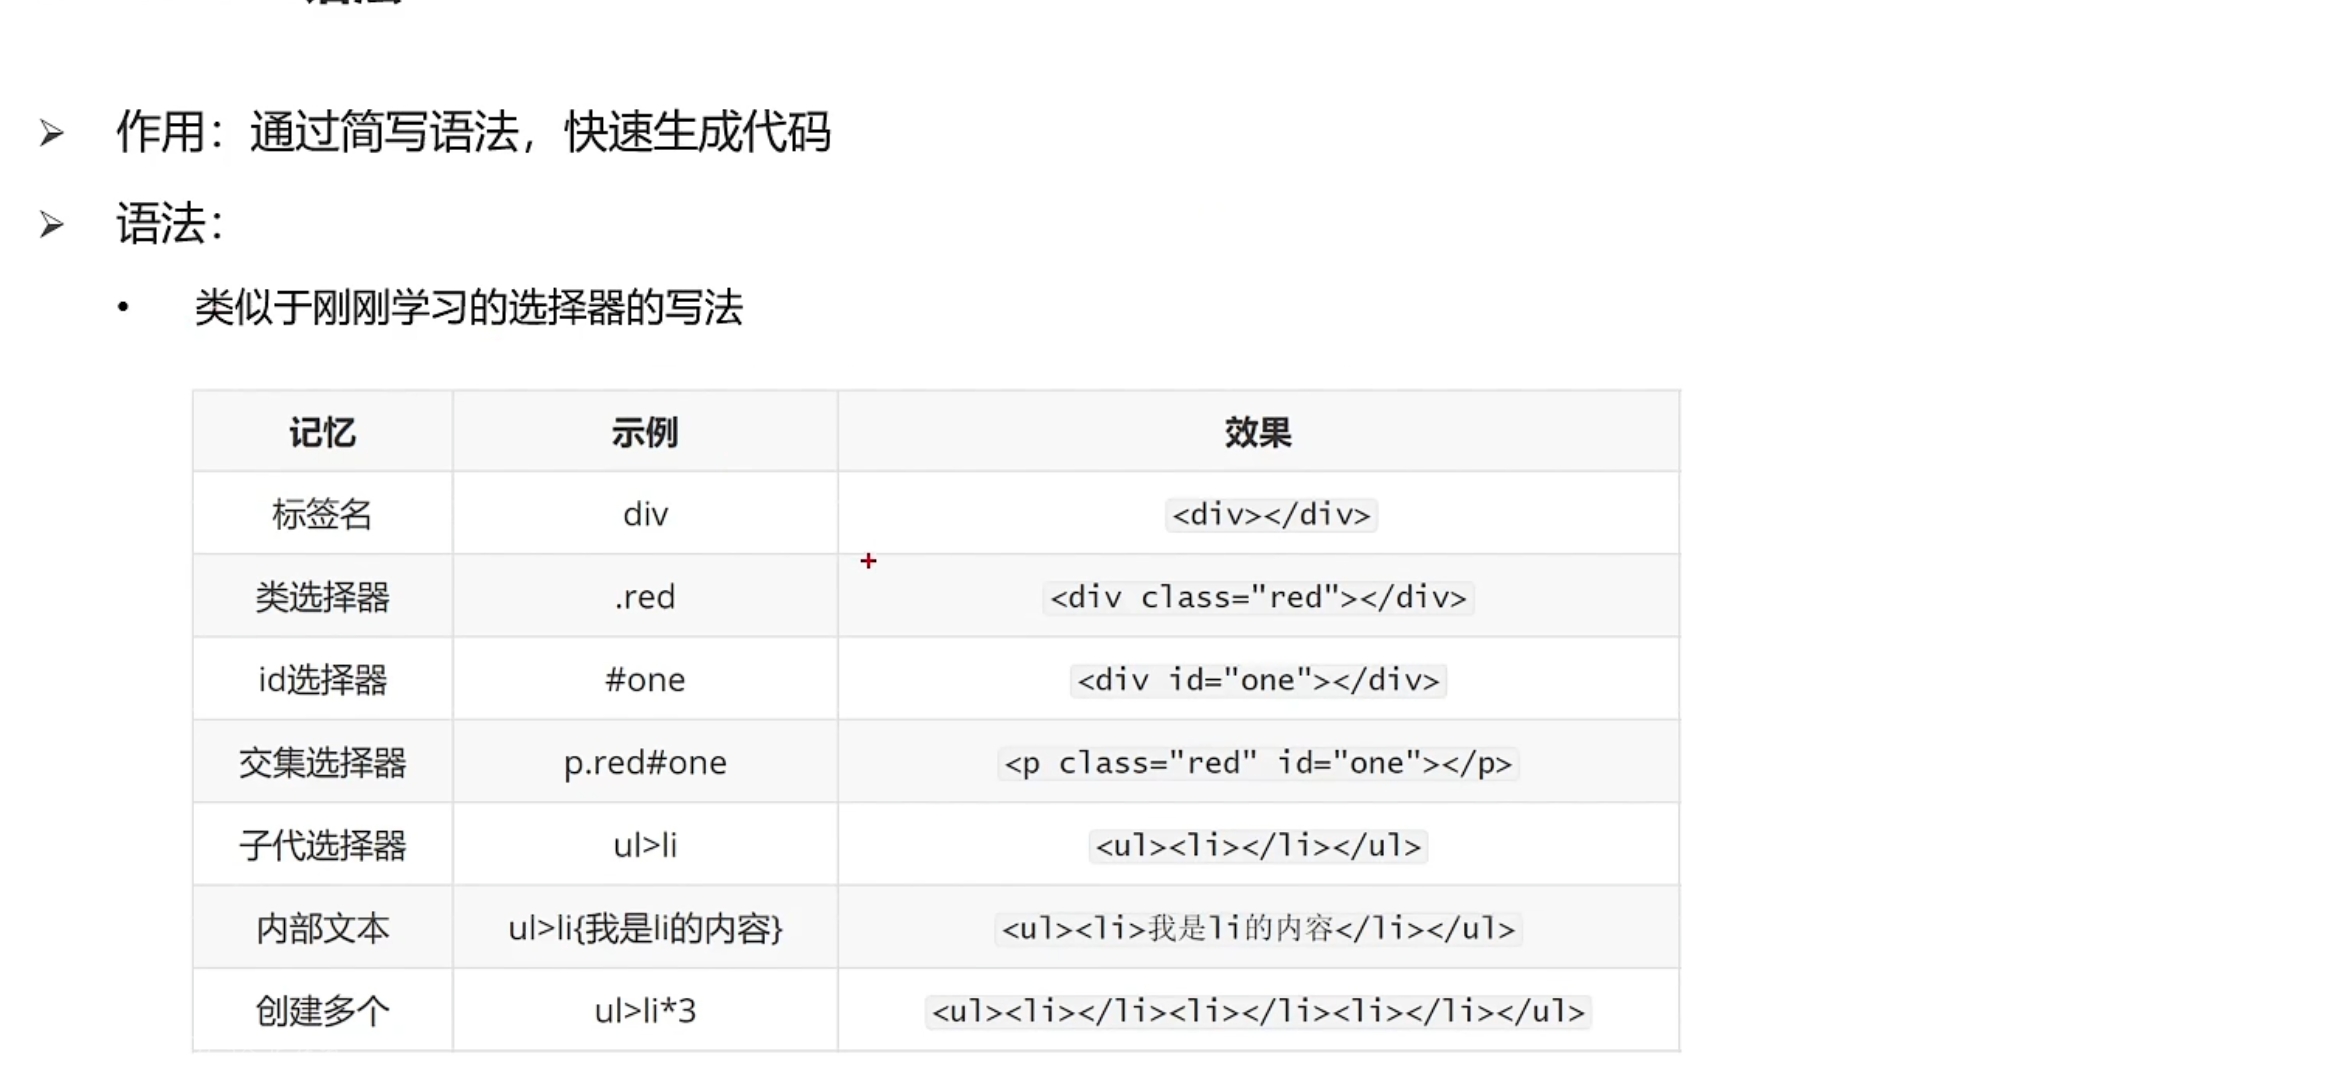 作用：通过简写语法，快速生成代码
语法：
类似于刚刚学习的选择器的写法
记忆 示例 效果
标签名 div <div></div>
类选择器 .red <div class="red"></div>
id选择器 #one <div id="one"></div>
交集选择器 p.red#one <p class="red" id="one"></p>
子代选择器 ul>li <ul><li></li></ul>
内部文本 ul>li{我是li的内容} <ul><li>我是li的内容</li></ul>
创建多个 ul>li*3 <ul><li></li><li></li><li></li></ul>